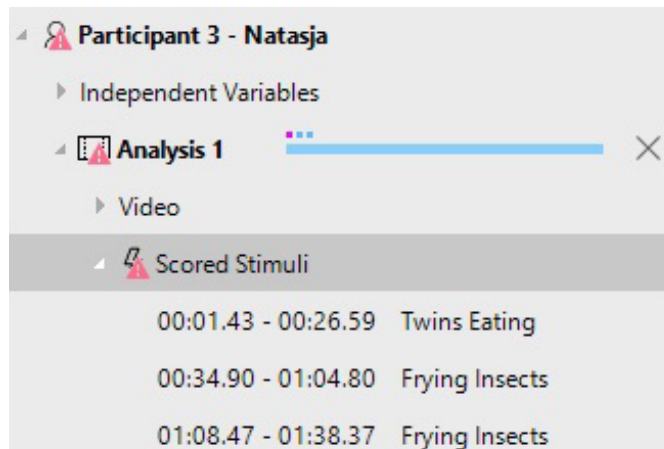 Participant 3 - Natasja
Independent Variables
Analysis 1
Video
Scored Stimuli
00:01.43 - 00:26.59 Twins Eating
00:34.90 - 01:04.80 Frying Insects
01:08.47 - 01:38.37 Frying Insects